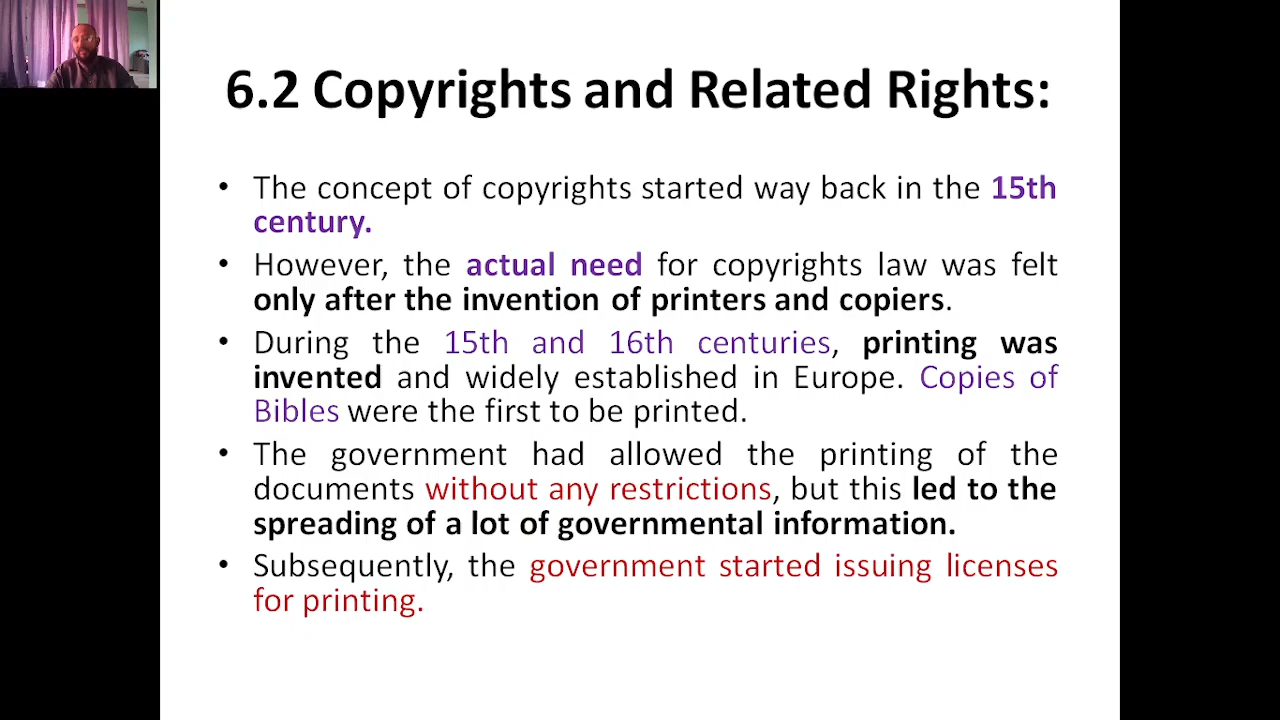 6.2 Copyrights and Related Rights:
• The concept of copyrights started way back in the 15th
century.
• However, the actual need for copyrights law was felt
only after the invention of printers and copiers.
• During the 15th and 16th centuries, printing was
invented and widely established in Europe. Copies of
Bibles were the first to be printed.
• The government had allowed the printing of the
documents without any restrictions, but this led to the
spreading of a lot of governmental information.
• Subsequently, the government started issuing licenses
for printing.